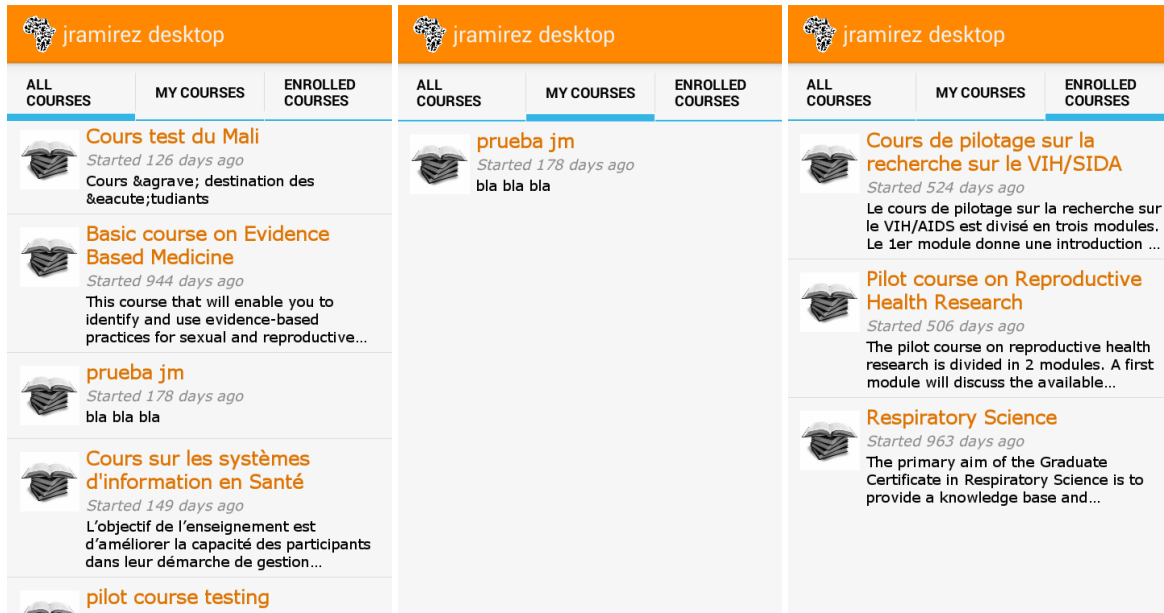 jramirez desktop
ALL
COURSES
MY COURSES
ENROLLED
COURSES
Cours test du Mali
Started 126 days ago
Cours &agrave; destination des
&eacute;tudiants
Basic course on Evidence
Based Medicine
Started 944 days ago
This course that will enable you to
identify and use evidence-based
practices for sexual and reproductive...
prueba jm
Started 178 days ago
bla bla bla
Cours sur les systèmes
d'information en Santé
Started 149 days ago
L’objectif de l’enseignement est
d’améliorer la capacité des participants
dans leur démarche de gestion...
pilot course testing
jramirez desktop
ALL
COURSES
MY COURSES
ENROLLED
COURSES
prueba jm
Started 178 days ago
bla bla bla
jramirez desktop
ALL
COURSES
MY COURSES
ENROLLED
COURSES
Cours de pilotage sur la
recherche sur le VIH/SIDA
Started 524 days ago
Le cours de pilotage sur la recherche sur
le VIH/AIDS est divisé en trois modules.
Le 1er module donne une introduction ...
Pilot course on Reproductive
Health Research
Started 506 days ago
The pilot course on reproductive health
research is divided in 2 modules. A first
module will discuss the available...
Respiratory Science
Started 963 days ago
The primary aim of the Graduate
Certificate in Respiratory Science is to
provide a knowledge base and...